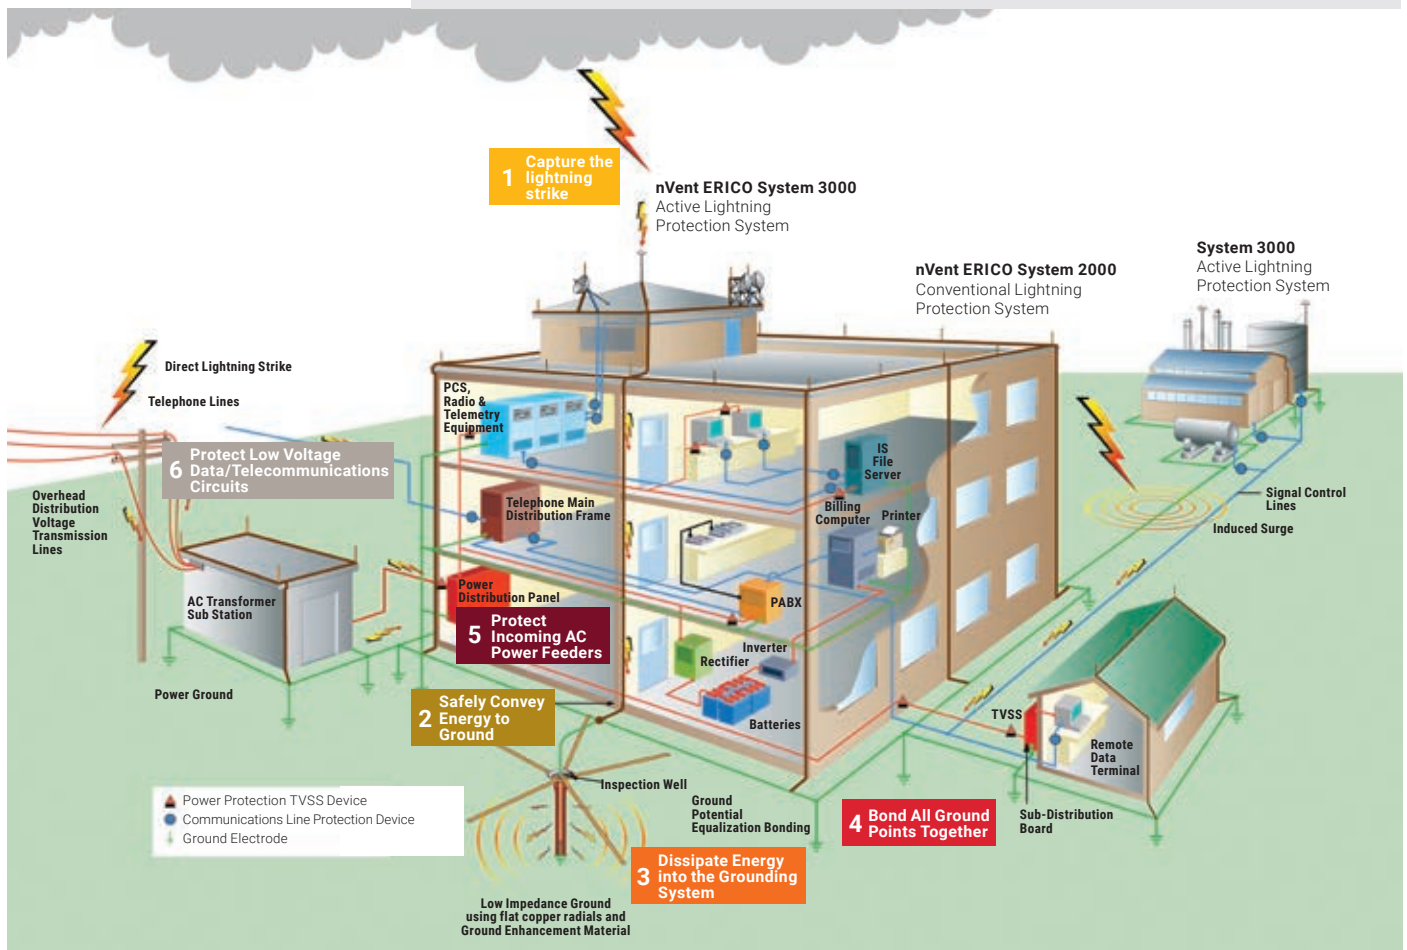 1
Capture the
lightning
strike
nVent ERICO System 3000
Active Lightning
Protection System
nVent ERICO System 2000
Conventional Lightning
Protection System
System 3000
Active Lightning
Protection System
Direct Lightning Strike
Telephone Lines
6
Protect Low Voltage
Data/Telecommunications
Circuits
Overhead
Distribution
Voltage
Transmission
Lines
AC Transformer
Sub Station
Power Ground
PCS,
Radio &
Telemetry
Equipment
Telephone Main
Distribution Frame
Power
Distribution Panel
5
Protect
Incoming AC
Power Feeders
2
Safely Convey
Energy to
Ground
IS
File
Server
Billing
Computer
Printer
PABX
Inverter
Rectifier
Batteries
Signal Control
Lines
Induced Surge
TVSS
Remote
Data
Terminal
Sub-Distribution
Board
4
Bond All Ground
Points Together
Inspection Well
Ground
Potential
Equalization Bonding
3
Dissipate Energy
into the Grounding
System
Low Impedance Ground
using flat copper radials and
Ground Enhancement Material
Power Protection TVSS Device
Communications Line Protection Device
Ground Electrode